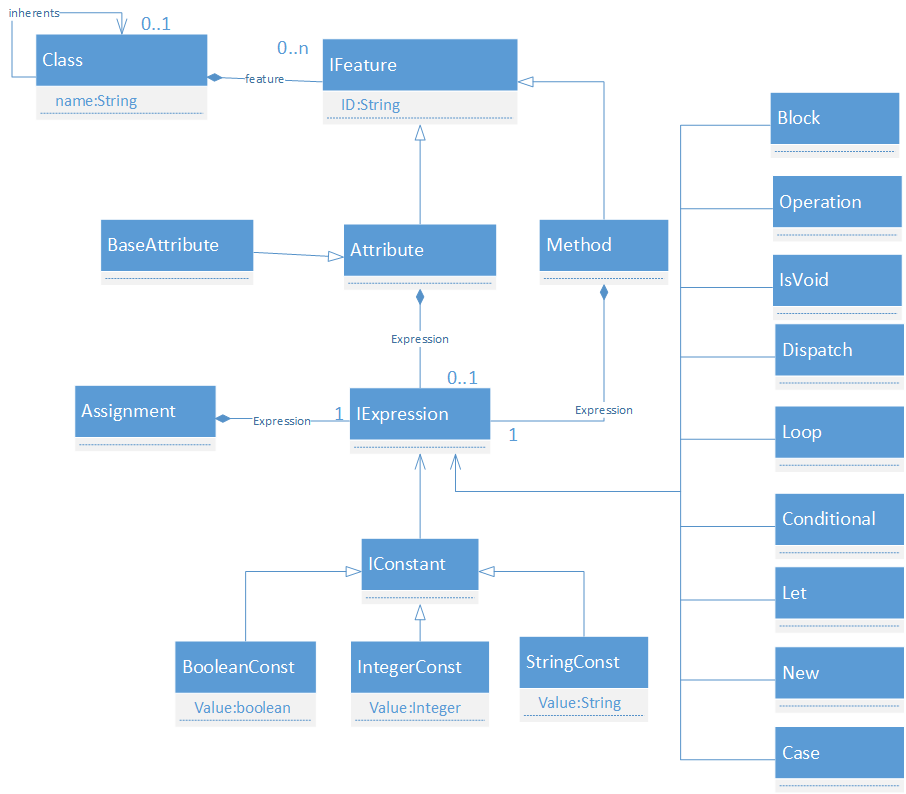 inherents
0..1
Class
name:String
feature
0..n
IFeature
ID:String
Block
Operation
IsVoid
Dispatch
Loop
Conditional
Let
New
Case
BaseAttribute
Attribute
Method
Expression
0..1
Assignment
Expression
1
IExpression
Expression
1
IConstant
BooleanConst
Value:boolean
IntegerConst
Value:Integer
StringConst
Value:String